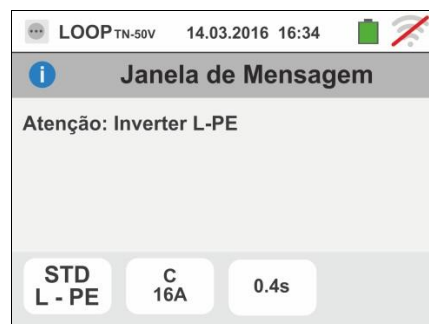 LOOP TN-50V 14.03.2016 16:34
i Janela de Mensagem
Atenção: Inverter L-PE
STD
L - PE
C
16A
0.4s